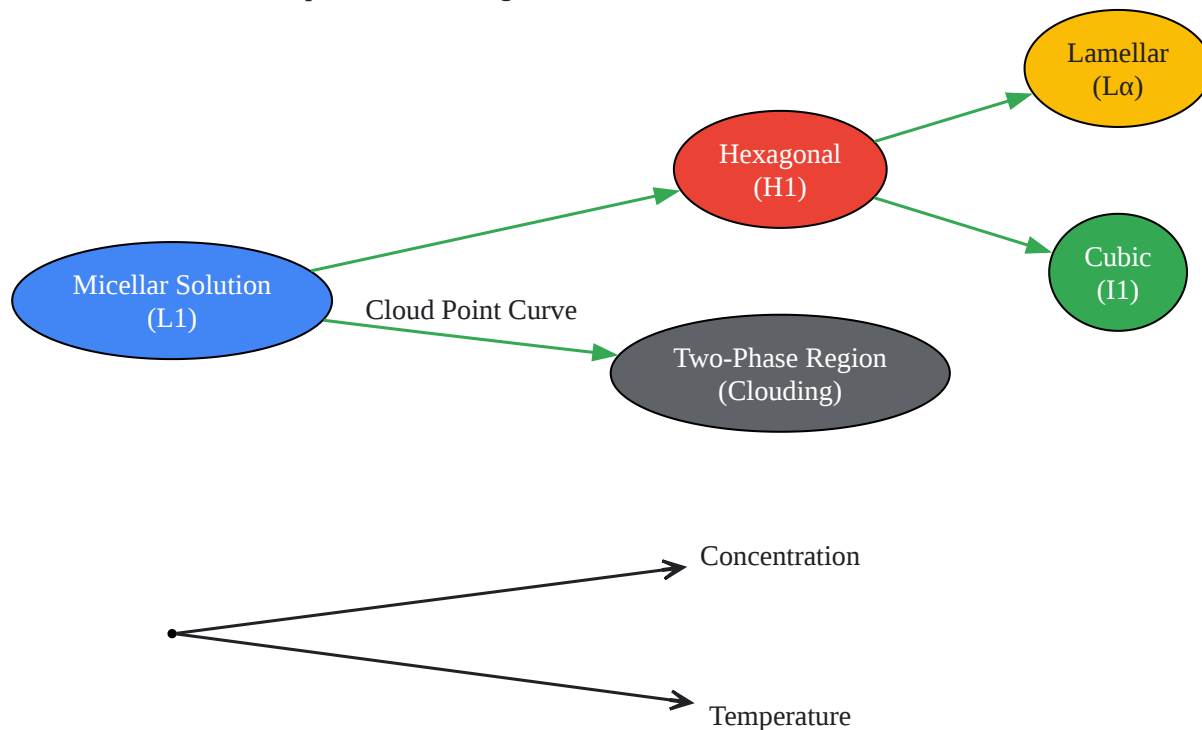 Lamellar
(Lα)
Hexagonal
(H1)
Cubic
(I1)
Micellar Solution
(L1)
Cloud Point Curve
Two-Phase Region
(Clouding)
Concentration
Temperature